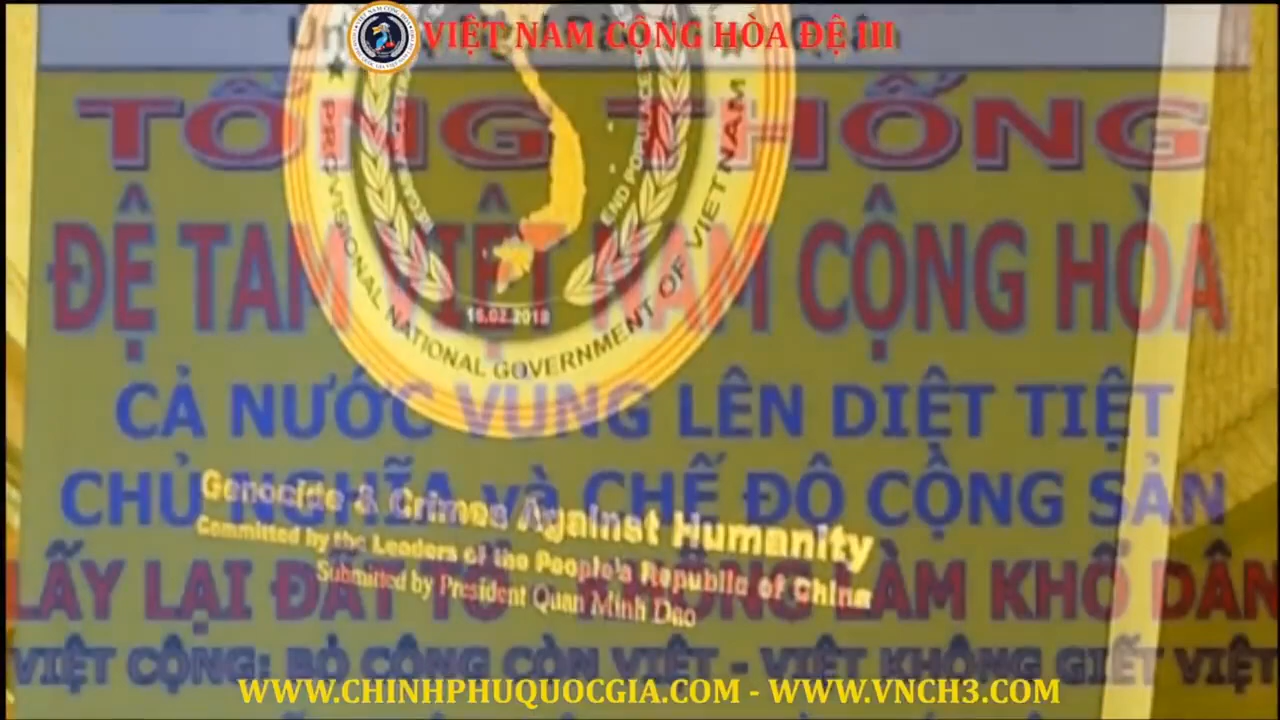 VIỆT NAM CỘNG HÒA ĐỆ III
TỔNG THỐNG
ĐỆ TAM VIỆT NAM CỘNG HÒA
END POPULACE
16.02.2018
PROVISIONAL NATIONAL GOVERNMENT OF VIETNAM
CẢ NƯỚC VÙNG LÊN DIỆT TIỆT
CHỦ NGHĨA và CHẾ ĐỘ CỘNG SẢN
Genocide & Crimes Against Humanity
Committed by the Leaders of the People's Republic of China
Submitted by President Quan Minh Dao
LẤY LẠI ĐẤT TỔ - KHÔNG LÀM KHỔ DÂN
VIỆT CỘNG: BỎ CỘNG CÒN VIỆT - VIỆT KHÔNG GIẾT VIỆT
WWW.CHINHPHUQUOCGIA.COM - WWW.VNCH3.COM